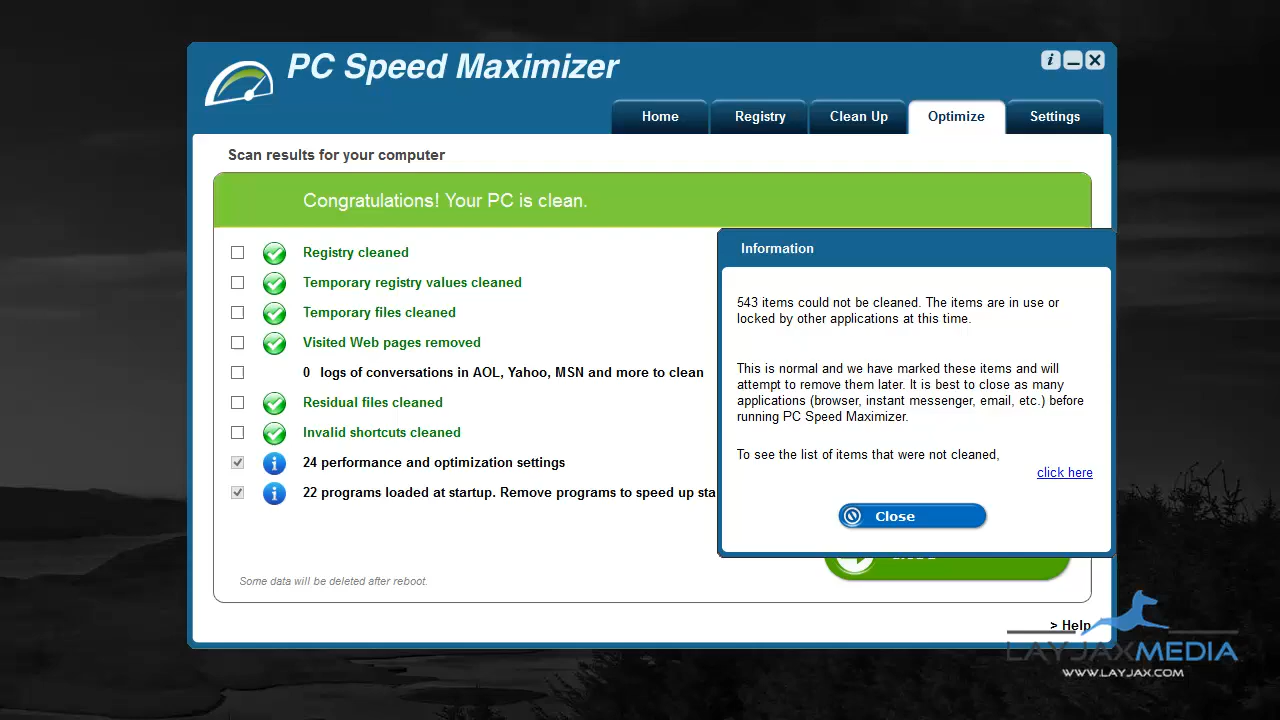 PC Speed Maximizer
Home
Registry
Clean Up
Optimize
Settings
Scan results for your computer
Congratulations! Your PC is clean.
Registry cleaned
Temporary registry values cleaned
Temporary files cleaned
Visited Web pages removed
0 logs of conversations in AOL, Yahoo, MSN and more to clean
Residual files cleaned
Invalid shortcuts cleaned
24 performance and optimization settings
22 programs loaded at startup. Remove programs to speed up sta
Some data will be deleted after reboot.
Information
543 items could not be cleaned. The items are in use or
locked by other applications at this time.
This is normal and we have marked these items and will
attempt to remove them later. It is best to close as many
applications (browser, instant messenger, email, etc.) before
running PC Speed Maximizer.
To see the list of items that were not cleaned,
click here
Close
> Help
LAYJAXMEDIA
WWW.LAYJAX.COM